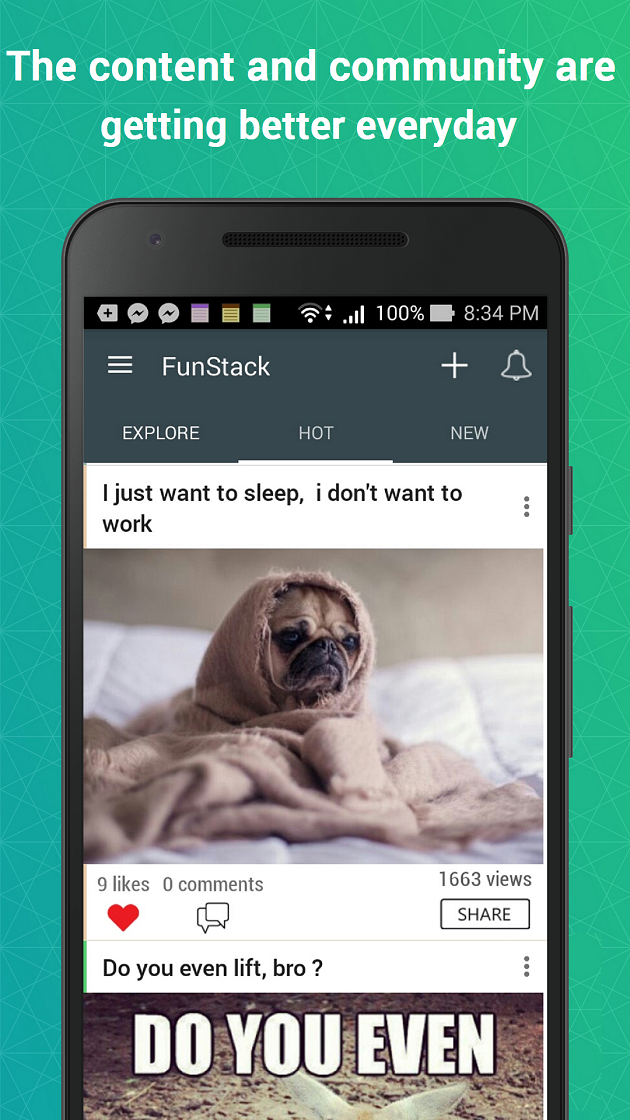 The content and community are
getting better everyday
100% 8:34 PM
FunStack
EXPLORE HOT NEW
I just want to sleep,  i don't want to
work
9 likes 0 comments 1663 views
SHARE
Do you even lift, bro ?
DO YOU EVEN